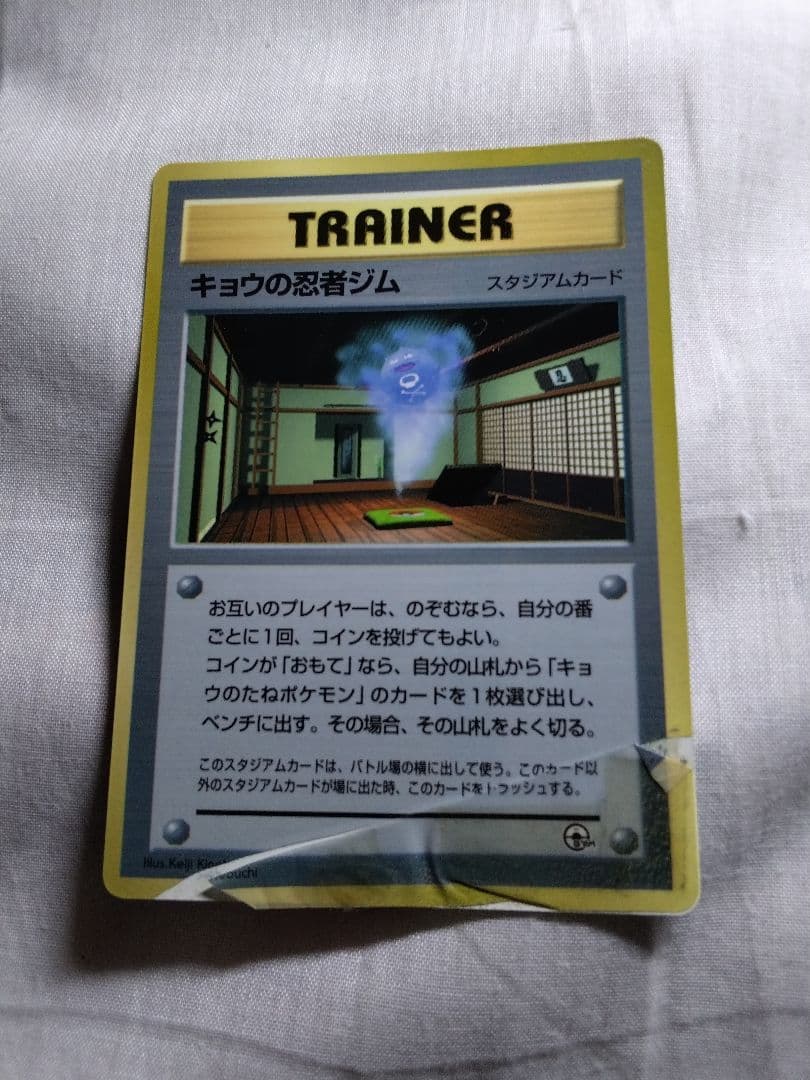 TRAINER
キョウの忍者ジム スタジアムカード
忍
お互いのプレイヤーは、のぞむなら、自分の番
ごとに1回、コインを投げてもよい。
コインが「おもて」なら、自分の山札から「キョ
ウのたねポケモン」のカードを1枚選び出し、
ベンチに出す。その場合、その山札をよく切る。
このスタジアムカードは、バトル場の横に出して使う。このカード以
外のスタジアムカードが場に出た時、このカードをトラッシュする。
Illus. Keiji